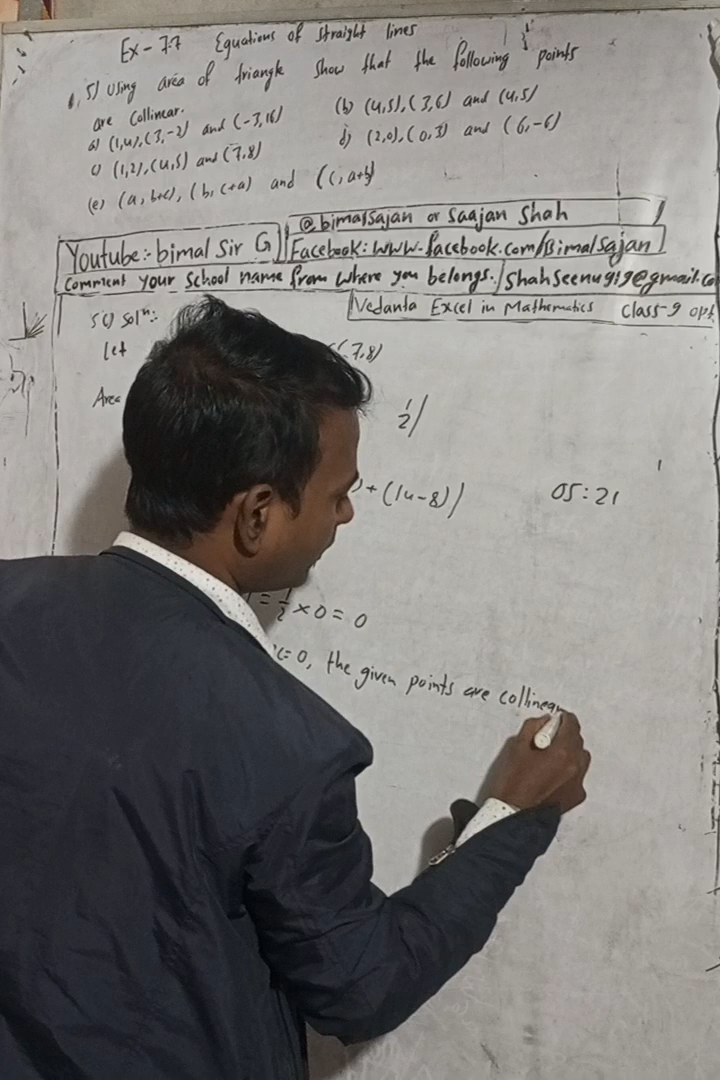 Ex - 7.7 Equations of straight lines
5) Using area of triangle show that the following points
are collinear.
a) (1,4), (3,-2) and (-3,16)
(b) (4,5), (3,6) and (4,5)
c) (1,2), (4,5) and (7,8)
d) (2,0), (0,3) and (6,-6)
(e) (a, b+c), (b, c+a) and (c, a+b)
@bimalsajan or saajan shah
Youtube:- bimal Sir G
Facebook: www.facebook.com/Bimalsajan
Comment your school name from where you belongs. / shahseenu919@gmail.co
5c) solⁿ:
Vedanta Excel in Mathematics class-9 opt
Let (7,8)
Area 1/2
) + (14-8)/ 05:21
= 1/2 × 0 = 0
= 0, the given points are collinear